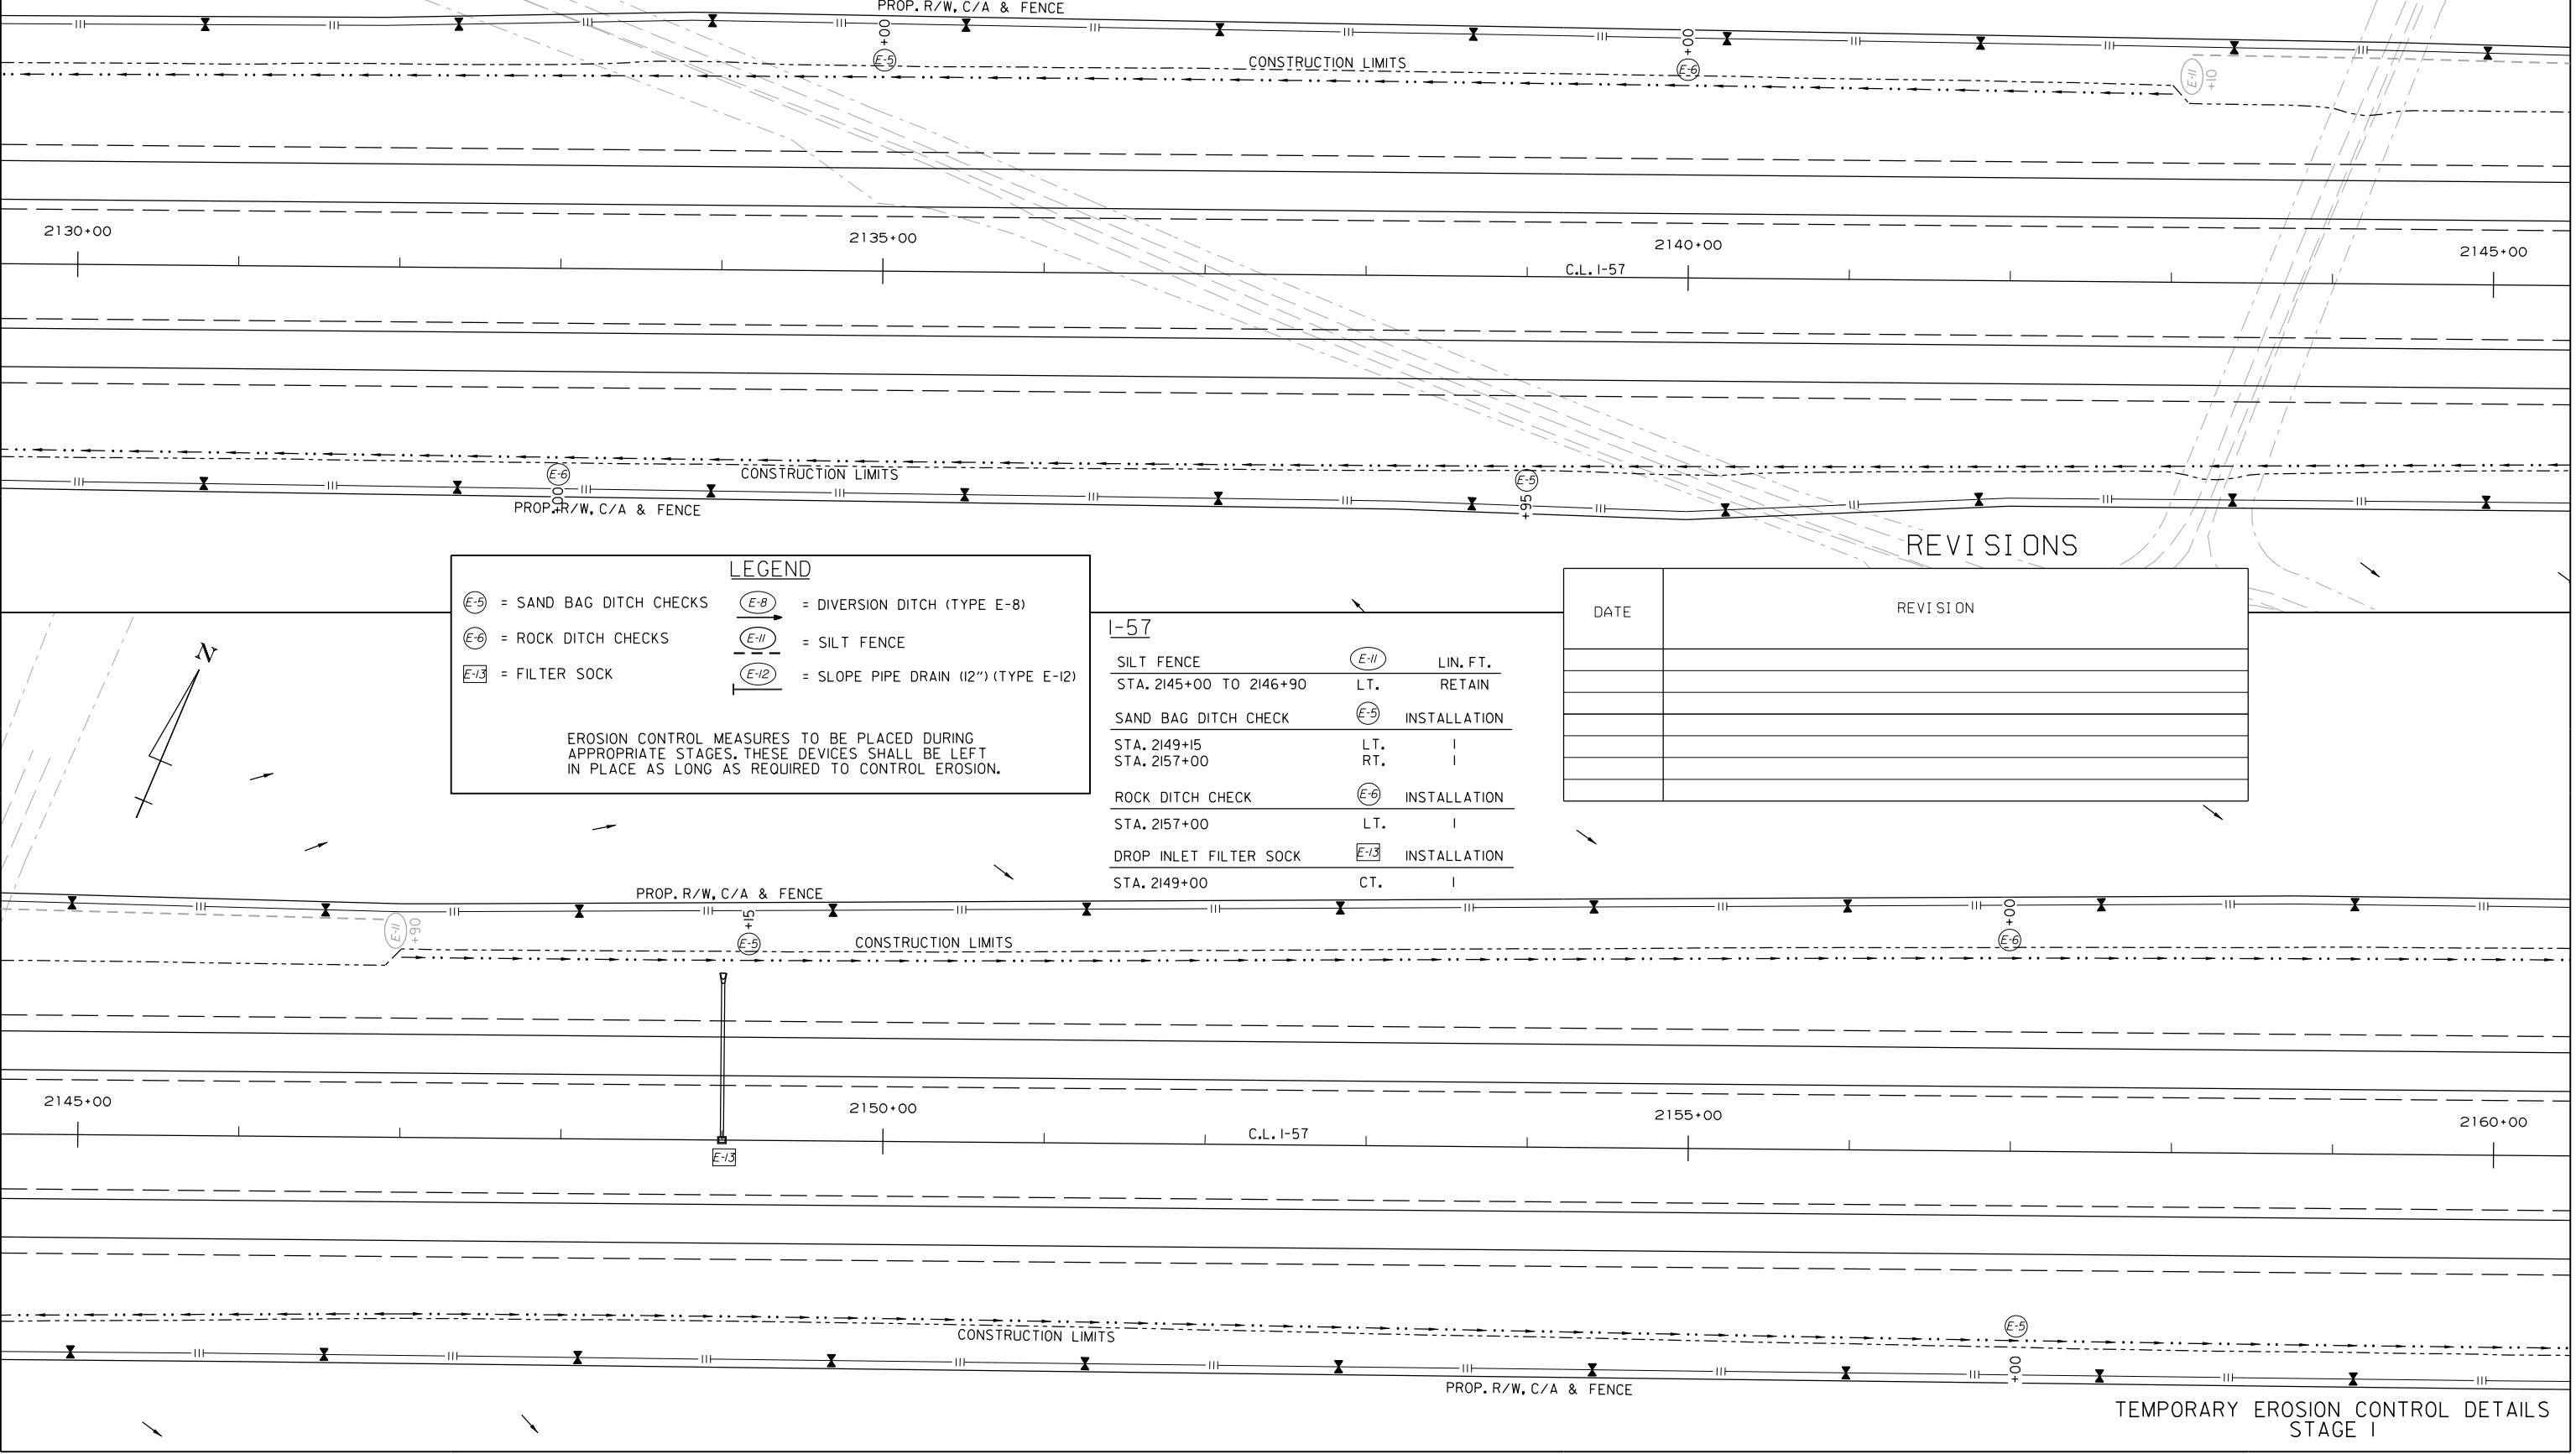 PROP. R/W, C/A & FENCE
+00
E-5
CONSTRUCTION LIMITS
+00
E-6
E-11
+10
2130+00
2135+00
2140+00
2145+00
C.L. I-57
E-6
+00
CONSTRUCTION LIMITS
PROP. R/W, C/A & FENCE
E-5
+95
REVISIONS
DATE REVISION
LEGEND
E-5 = SAND BAG DITCH CHECKS
E-6 = ROCK DITCH CHECKS
E-13 = FILTER SOCK
E-8 = DIVERSION DITCH (TYPE E-8)
E-11 = SILT FENCE
E-12 = SLOPE PIPE DRAIN (12") (TYPE E-12)
EROSION CONTROL MEASURES TO BE PLACED DURING
APPROPRIATE STAGES. THESE DEVICES SHALL BE LEFT
IN PLACE AS LONG AS REQUIRED TO CONTROL EROSION.
I-57
SILT FENCE E-11 LIN. FT.
STA. 2145+00 TO 2146+90 LT. RETAIN
SAND BAG DITCH CHECK E-5 INSTALLATION
STA. 2149+15 LT. 1
STA. 2157+00 RT. 1
ROCK DITCH CHECK E-6 INSTALLATION
STA. 2157+00 LT. 1
DROP INLET FILTER SOCK E-13 INSTALLATION
STA. 2149+00 CT. 1
N
PROP. R/W, C/A & FENCE
E-11
+90
+15
E-5
CONSTRUCTION LIMITS
+00
E-6
2145+00
2150+00
2155+00
2160+00
C.L. I-57
E-13
E-5
+00
CONSTRUCTION LIMITS
PROP. R/W, C/A & FENCE
TEMPORARY EROSION CONTROL DETAILS
STAGE 1